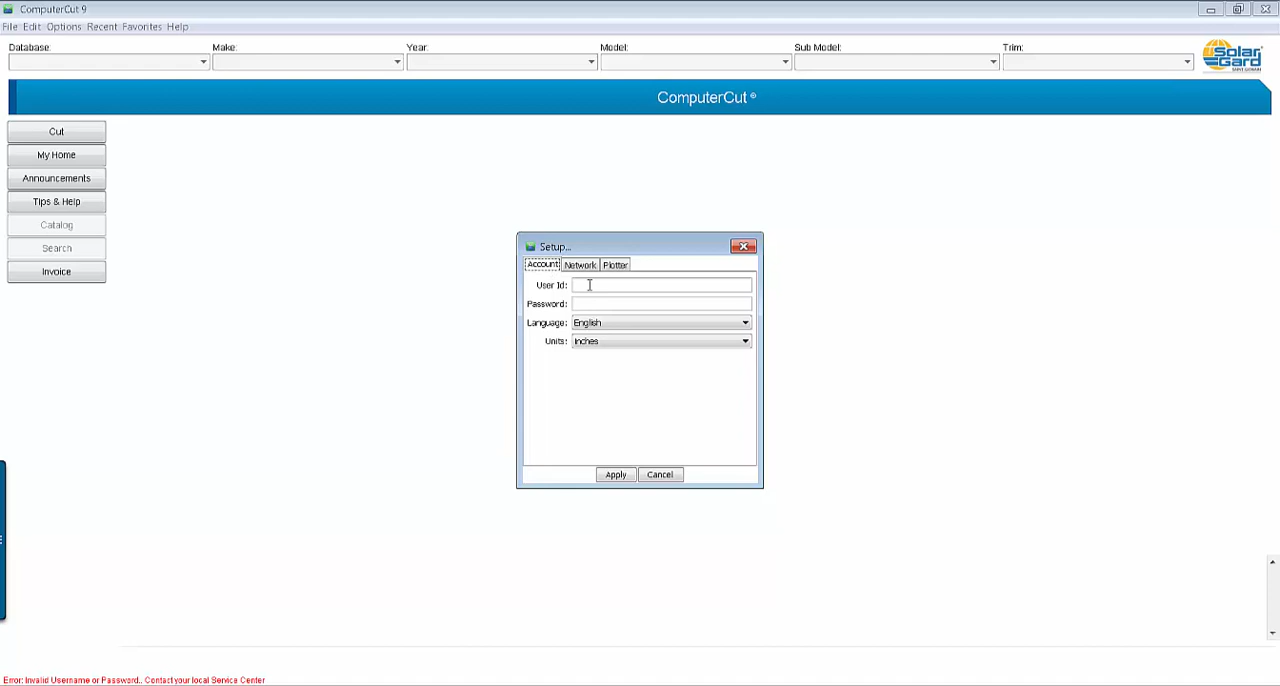 ComputerCut 9
File Edit Options Recent Favorites Help
Database: Make: Year: Model: Sub Model: Trim:
Solar Gard
SAINT-GOBAIN
ComputerCut ®
Cut
My Home
Announcements
Tips & Help
Catalog
Search
Invoice
Setup...
Account Network Plotter
User Id:
Password:
Language: English
Units: Inches
Apply Cancel
Error: Invalid Username or Password.. Contact your local Service Center